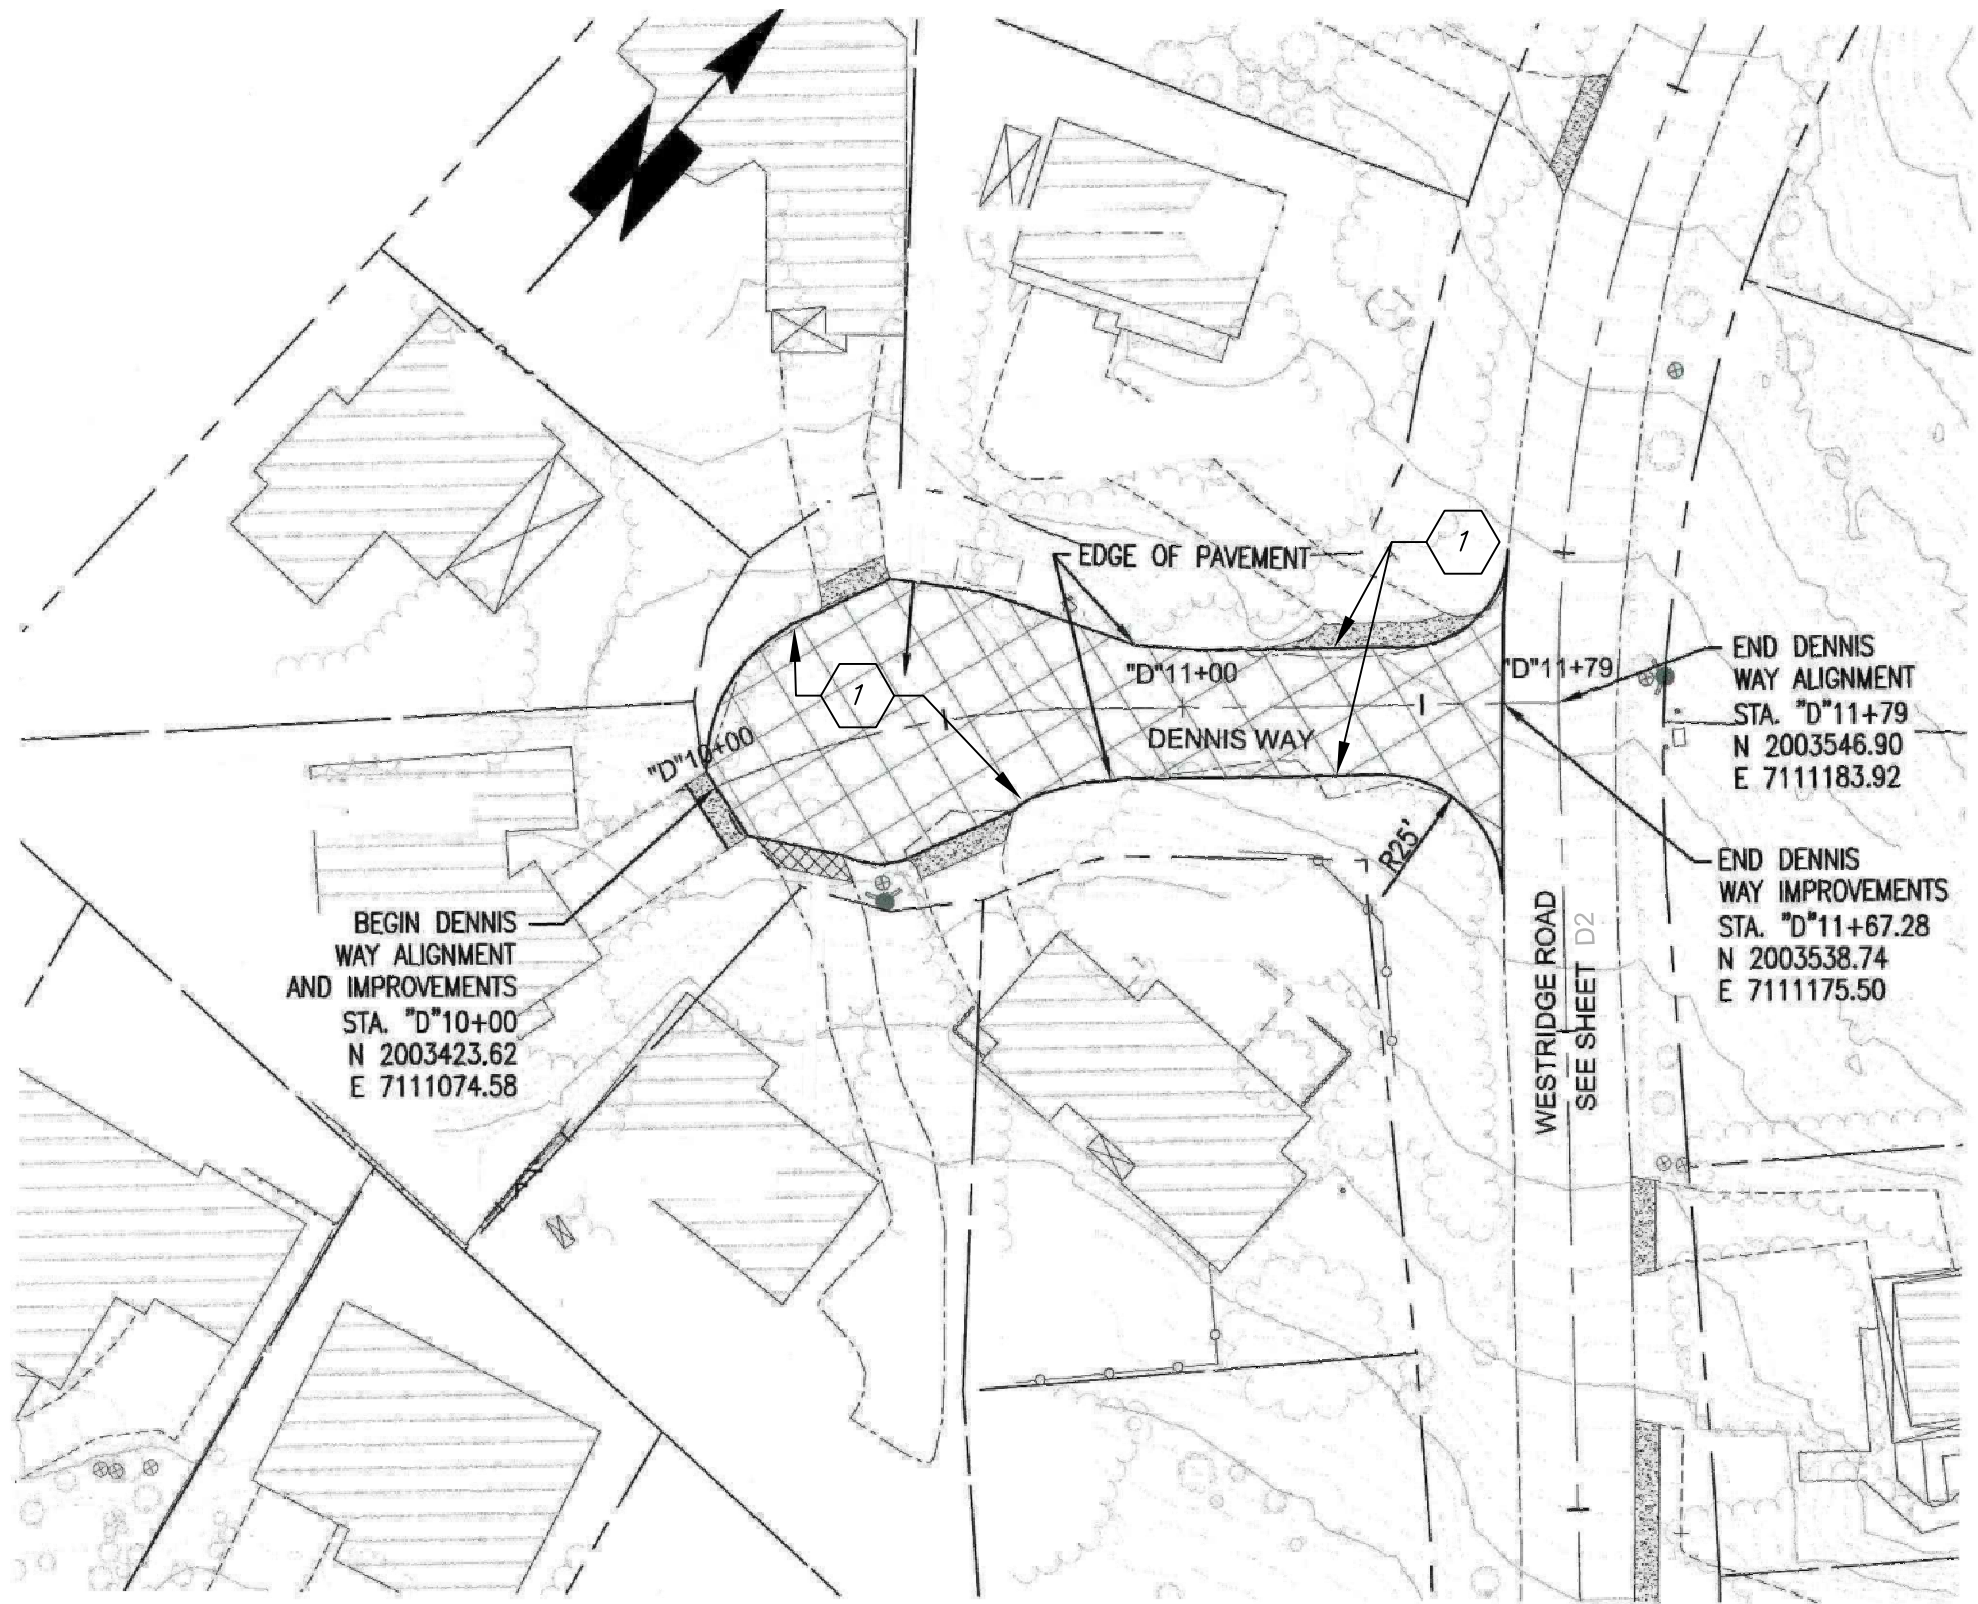 EDGE OF PAVEMENT
1
"D"11+00
"D"11+79
1
DENNIS WAY
"D"10+00
END DENNIS
WAY ALIGNMENT
STA. "D"11+79
N 2003546.90
E 7111183.92
R25'
END DENNIS
WAY IMPROVEMENTS
STA. "D"11+67.28
N 2003538.74
E 7111175.50
BEGIN DENNIS
WAY ALIGNMENT
AND IMPROVEMENTS
STA. "D"10+00
N 2003423.62
E 7111074.58
WESTRIDGE ROAD
SEE SHEET D2